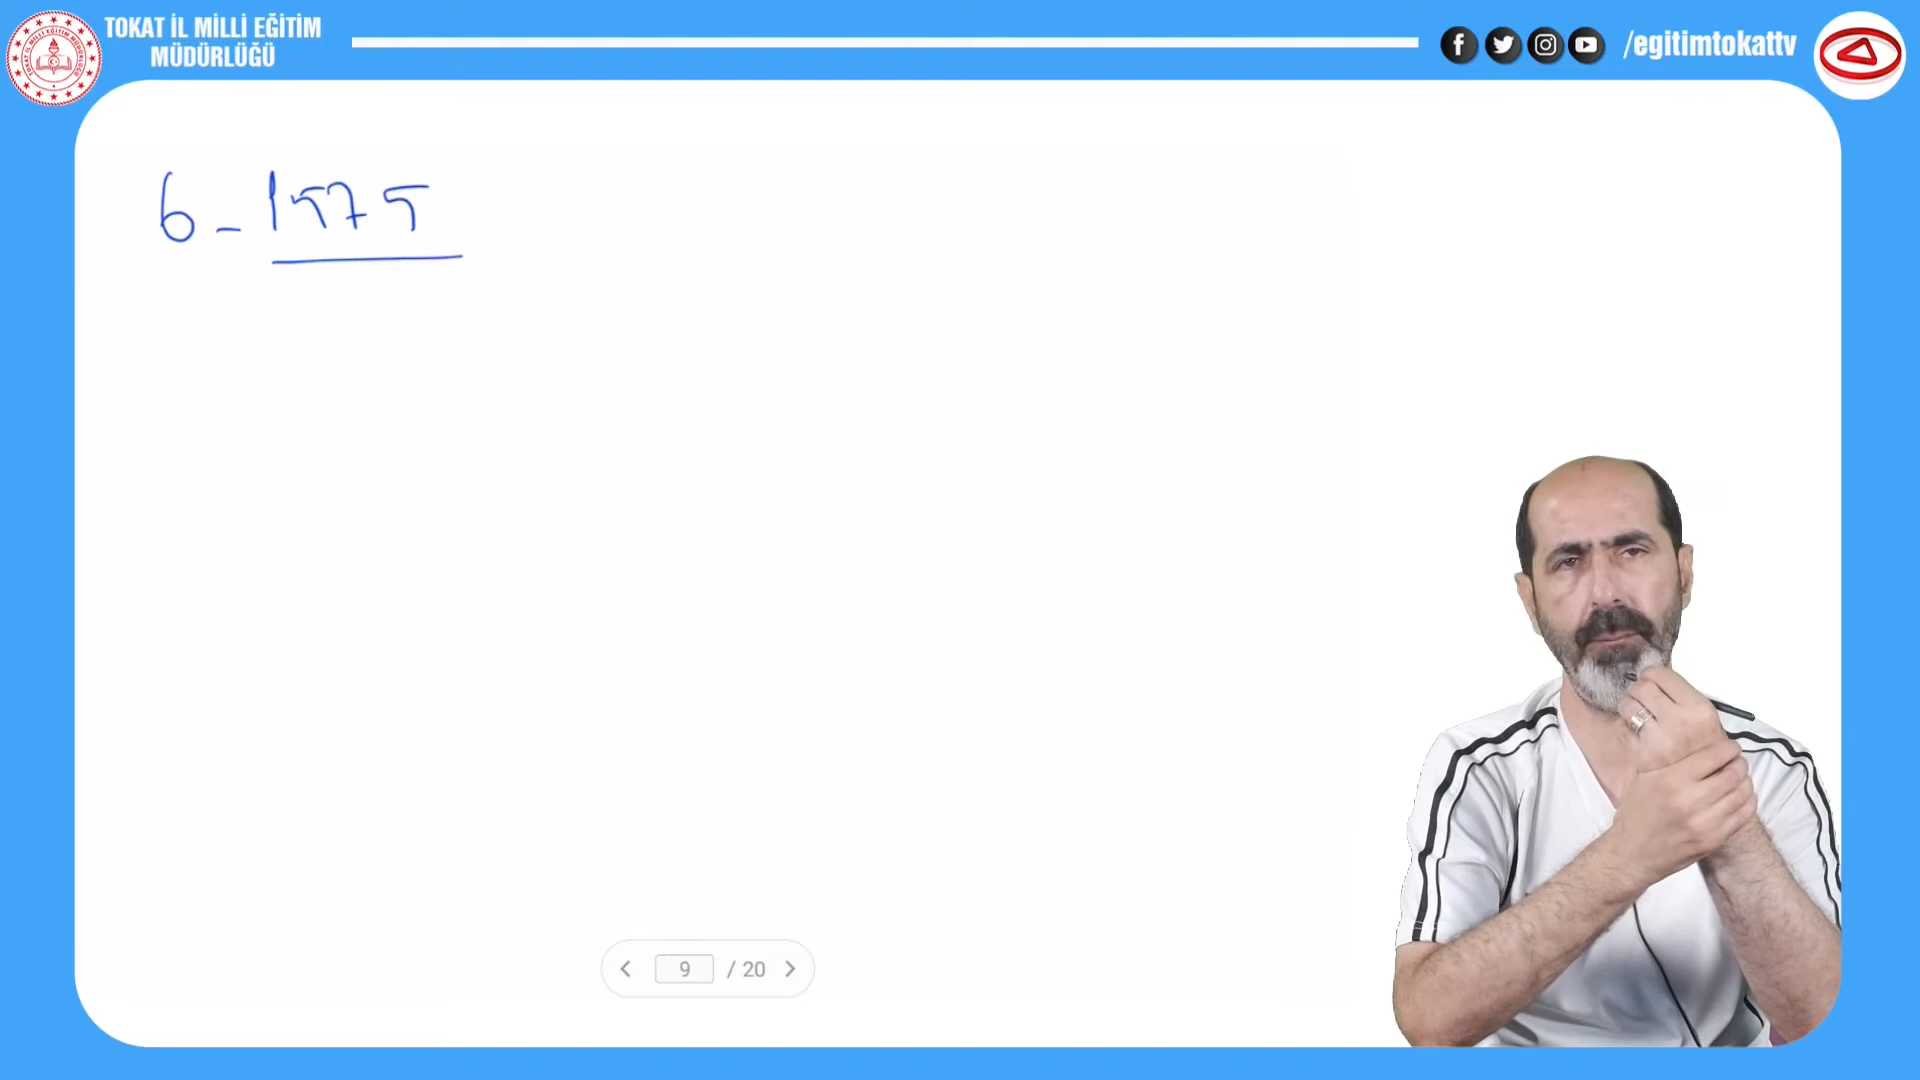 TOKAT İL MİLLİ EĞİTİM
MÜDÜRLÜĞÜ
/egitimtokattv
6- 1575
9 / 20